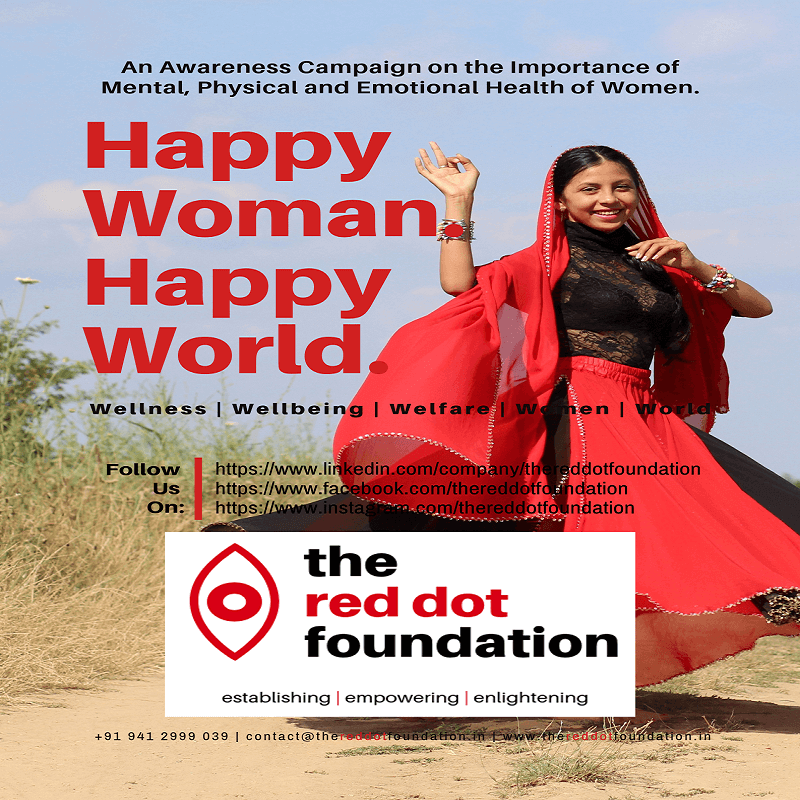 An Awareness Campaign on the Importance of
Mental, Physical and Emotional Health of Women.
Happy
Woman.
Happy
World.
Wellness | Wellbeing | Welfare | Women | World
Follow
Us
On:
https://www.linkedin.com/company/thereddotfoundation
https://www.facebook.com/thereddotfoundation
https://www.instagram.com/thereddotfoundation
the
red dot
foundation
establishing | empowering | enlightening
+91 941 2999 039 | contact@thereddotfoundation.in | www.thereddotfoundation.in